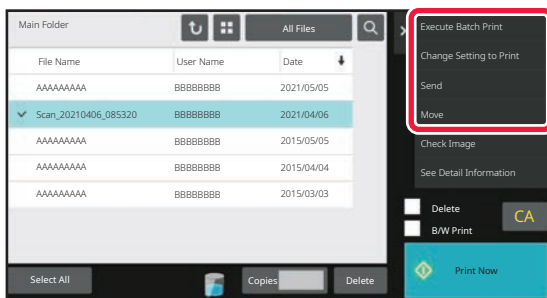 Main Folder
All Files
File Name User Name Date
AAAAAAAAA BBBBBBBB 2021/05/05
Scan_20210406_085320 BBBBBBBB 2021/04/06
AAAAAAAAA BBBBBBBB 2015/05/05
AAAAAAAAA BBBBBBBB 2015/04/04
AAAAAAAAA BBBBBBBB 2015/03/03
Select All
Copies
Delete
Execute Batch Print
Change Setting to Print
Send
Move
Check Image
See Detail Information
Delete
B/W Print
CA
Print Now